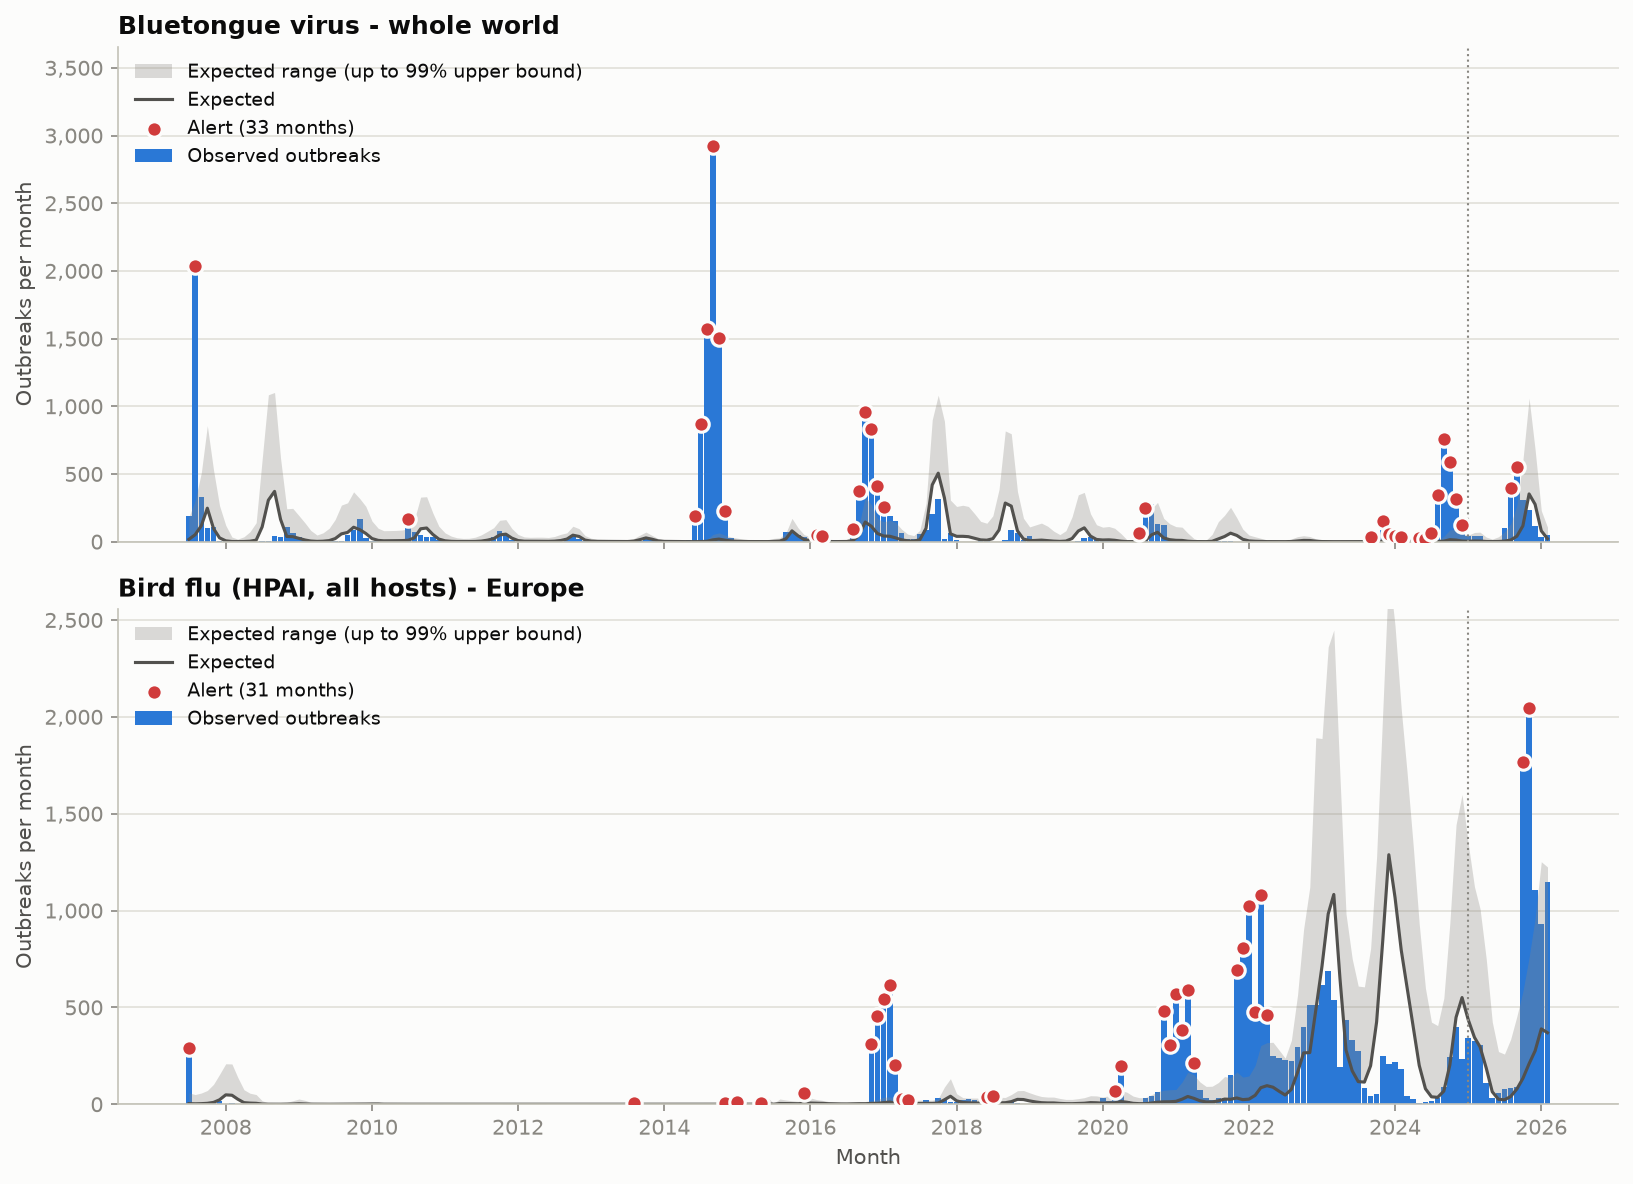 Bluetongue virus - whole world
Expected range (up to 99% upper bound)
Expected
Alert (33 months)
Observed outbreaks
Outbreaks per month
3,500
3,000
2,500
2,000
1,500
1,000
500
0
Bird flu (HPAI, all hosts) - Europe
Expected range (up to 99% upper bound)
Expected
Alert (31 months)
Observed outbreaks
Outbreaks per month
2,500
2,000
1,500
1,000
500
0
2008 2010 2012 2014 2016 2018 2020 2022 2024 2026
Month